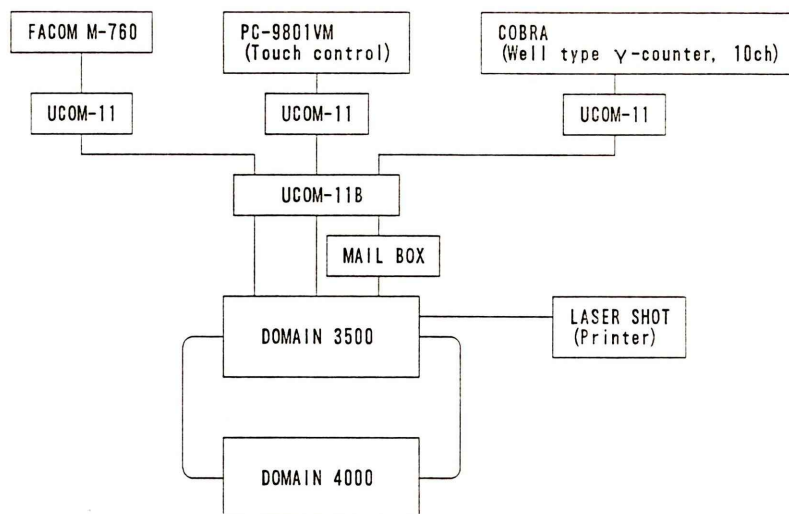 FACOM M-760
PC-9801VM
(Touch control)
COBRA
(Well type γ-counter, 10ch)
UCOM-11
UCOM-11
UCOM-11
UCOM-11B
MAIL BOX
DOMAIN 3500
LASER SHOT
(Printer)
DOMAIN 4000